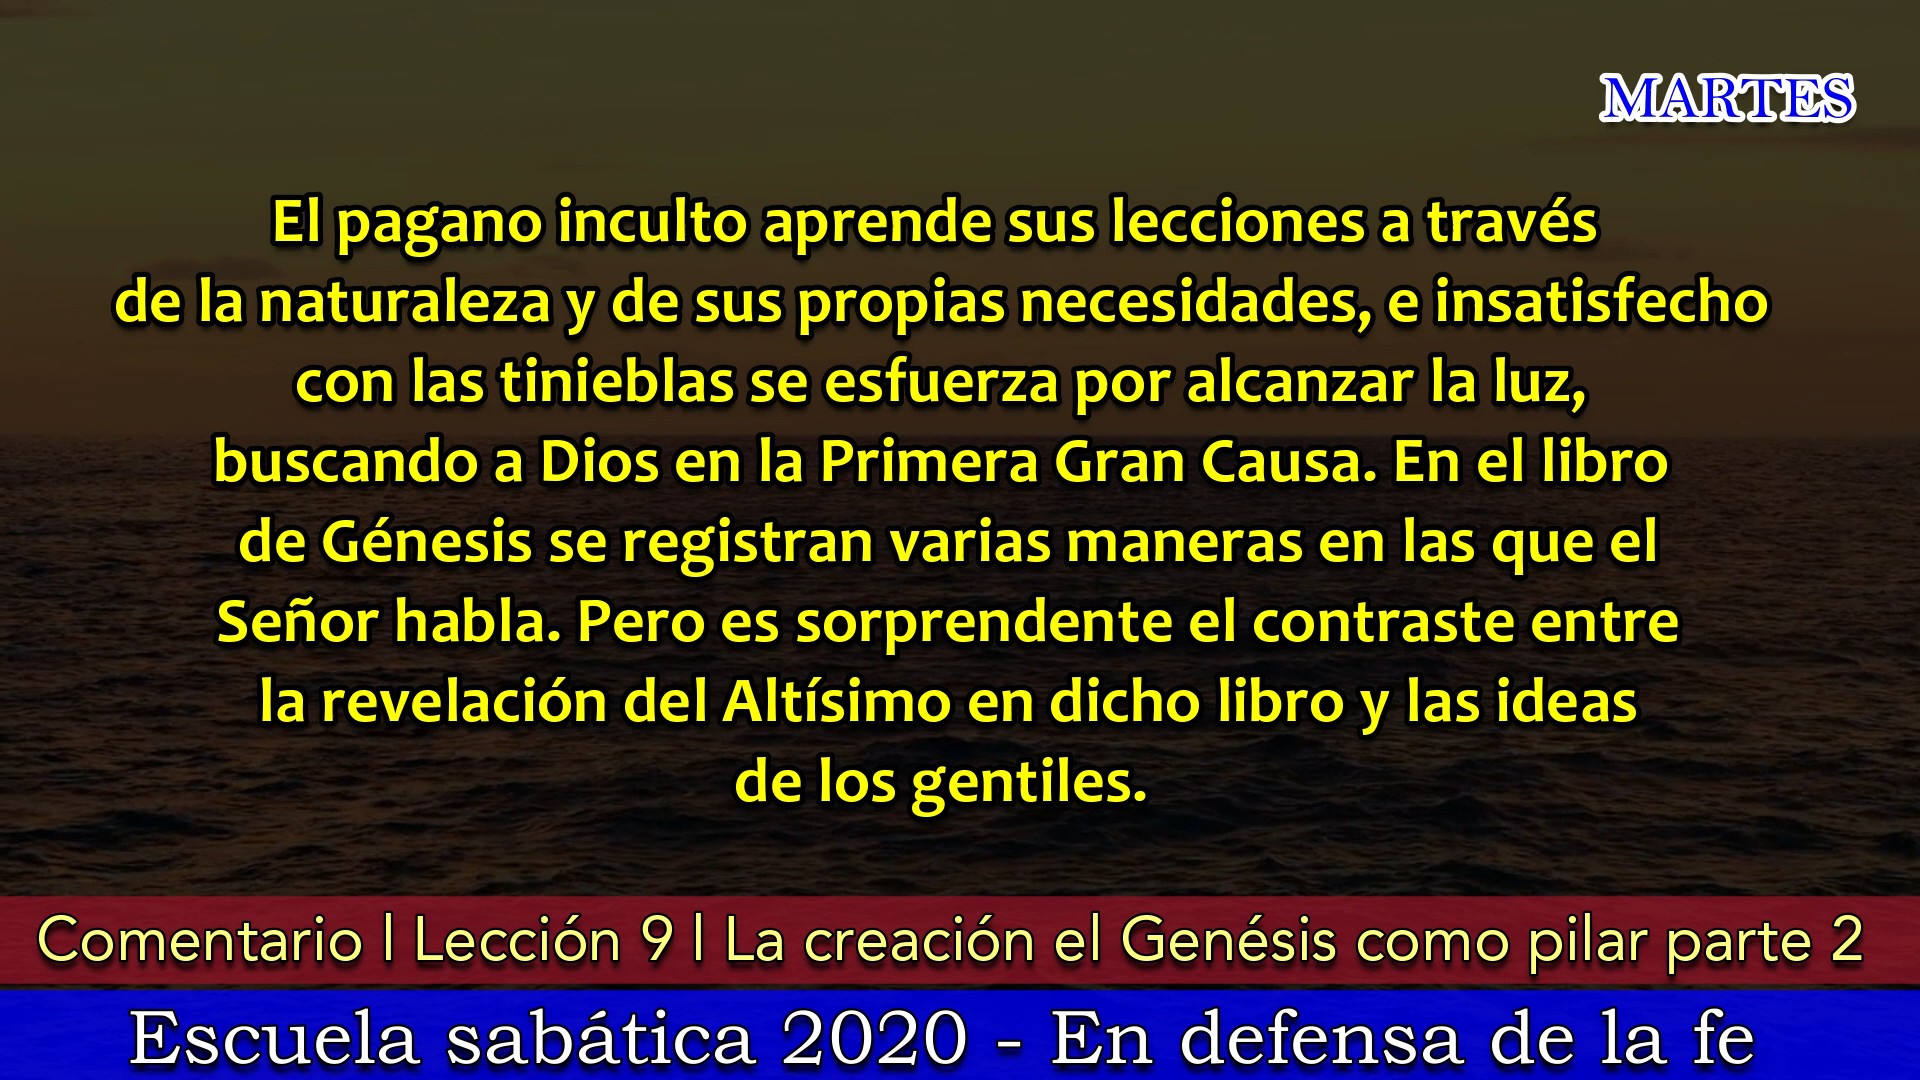 MARTES
El pagano inculto aprende sus lecciones a través
de la naturaleza y de sus propias necesidades, e insatisfecho
con las tinieblas se esfuerza por alcanzar la luz,
buscando a Dios en la Primera Gran Causa. En el libro
de Génesis se registran varias maneras en las que el
Señor habla. Pero es sorprendente el contraste entre
la revelación del Altísimo en dicho libro y las ideas
de los gentiles.
Comentario l Lección 9 l La creación el Genésis como pilar parte 2
Escuela sabática 2020 - En defensa de la fe